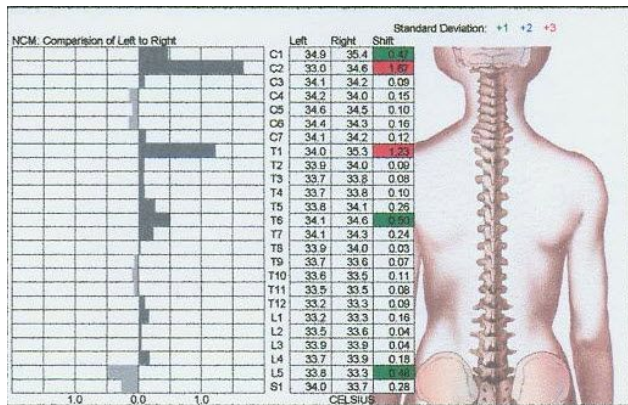 Standard Deviation: +1 +2 +3
NCM: Comparision of Left to Right
Left Right Shift
C1 34.9 35.4 0.47
C2 33.0 34.6 1.67
C3 34.1 34.2 0.09
C4 34.2 34.0 0.15
C5 34.6 34.5 0.10
C6 34.4 34.3 0.16
C7 34.1 34.2 0.12
T1 34.0 35.3 1.23
T2 33.9 34.0 0.09
T3 33.7 33.8 0.08
T4 33.7 33.8 0.10
T5 33.8 34.1 0.26
T6 34.1 34.6 0.50
T7 34.1 34.3 0.24
T8 33.9 34.0 0.03
T9 33.7 33.6 0.07
T10 33.6 33.5 0.11
T11 33.5 33.5 0.08
T12 33.2 33.3 0.09
L1 33.2 33.3 0.16
L2 33.5 33.6 0.04
L3 33.9 33.9 0.04
L4 33.7 33.9 0.18
L5 33.8 33.3 0.48
S1 34.0 33.7 0.28
1.0 0.0 1.0 CELSIUS